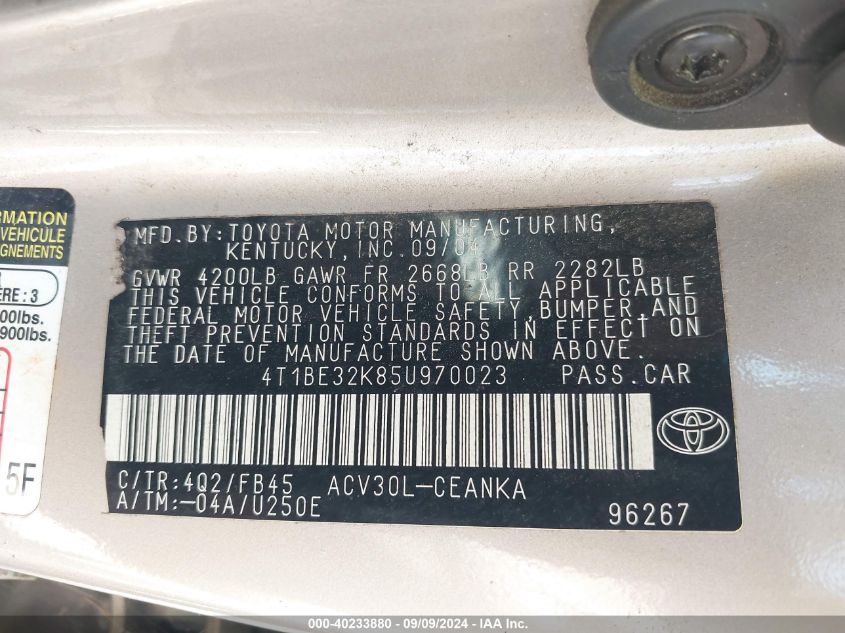 RMATION
VEHICULE
GNEMENTS
ERE : 3
00lbs.
900lbs.
5F
MFD.BY:TOYOTA MOTOR MANUFACTURING,
KENTUCKY, INC.09/04
GVWR 4200LB GAWR FR 2668LB RR 2282LB
THIS VEHICLE CONFORMS TO ALL APPLICABLE
FEDERAL MOTOR VEHICLE SAFETY,BUMPER,AND
THEFT PREVENTION STANDARDS IN EFFECT ON
THE DATE OF MANUFACTURE SHOWN ABOVE.
4T1BE32K85U970023 PASS.CAR
C/TR:4Q2/FB45 ACV30L-CEANKA
A/TM:-04A/U250E
96267
000-40233880 - 09/09/2024 - IAA Inc.